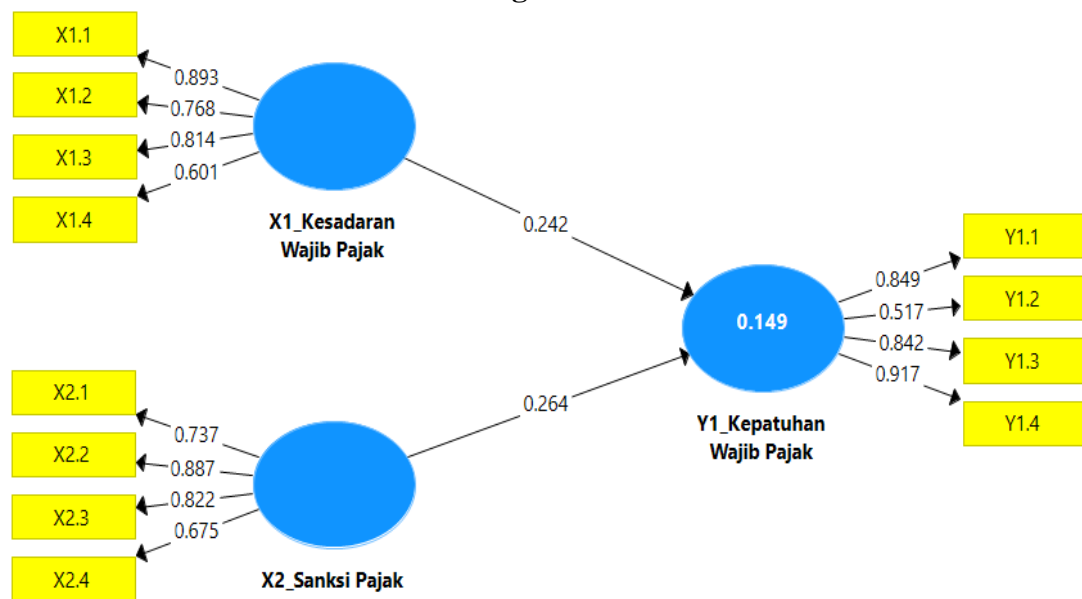 X1.1
X1.2
X1.3
X1.4
0.893
0.768
0.814
0.601
X1_Kesadaran
Wajib Pajak
0.242
X2.1
X2.2
X2.3
X2.4
0.737
0.887
0.822
0.675
X2_Sanksi Pajak
0.264
0.149
Y1_Kepatuhan
Wajib Pajak
0.849
0.517
0.842
0.917
Y1.1
Y1.2
Y1.3
Y1.4